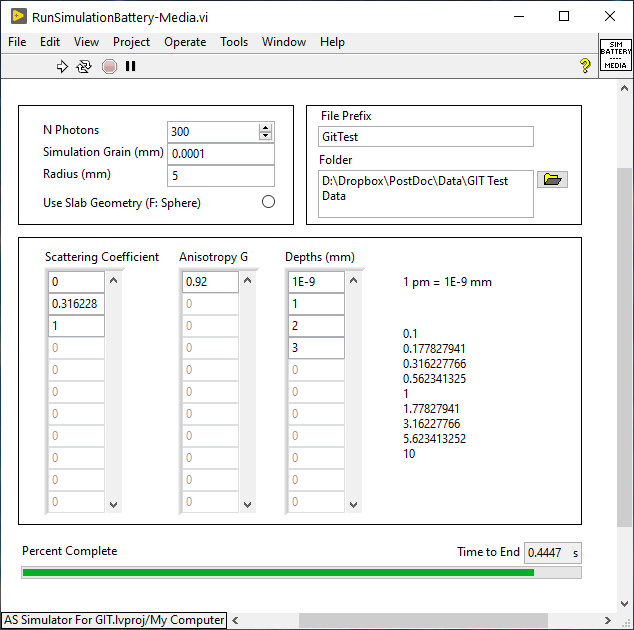 RunSimulationBattery-Media.vi
File Edit View Project Operate Tools Window Help
SIM
BATTERY
----
MEDIA
N Photons 300
Simulation Grain (mm) 0.0001
Radius (mm) 5
Use Slab Geometry (F: Sphere)
File Prefix
GitTest
Folder
D:\Dropbox\PostDoc\Data\GIT Test
Data
Scattering Coefficient Anisotropy G Depths (mm)
0 0.92 1E-9 1 pm = 1E-9 mm
0.316228 0 1
1 0 2
0 0 3
0 0 0
0 0 0
0 0 0
0 0 0
0 0 0
0 0 0
0 0 0
0.1
0.177827941
0.316227766
0.562341325
1
1.77827941
3.16227766
5.623413252
10
Percent Complete Time to End 0.4447 s
AS Simulator For GIT.lvproj/My Computer